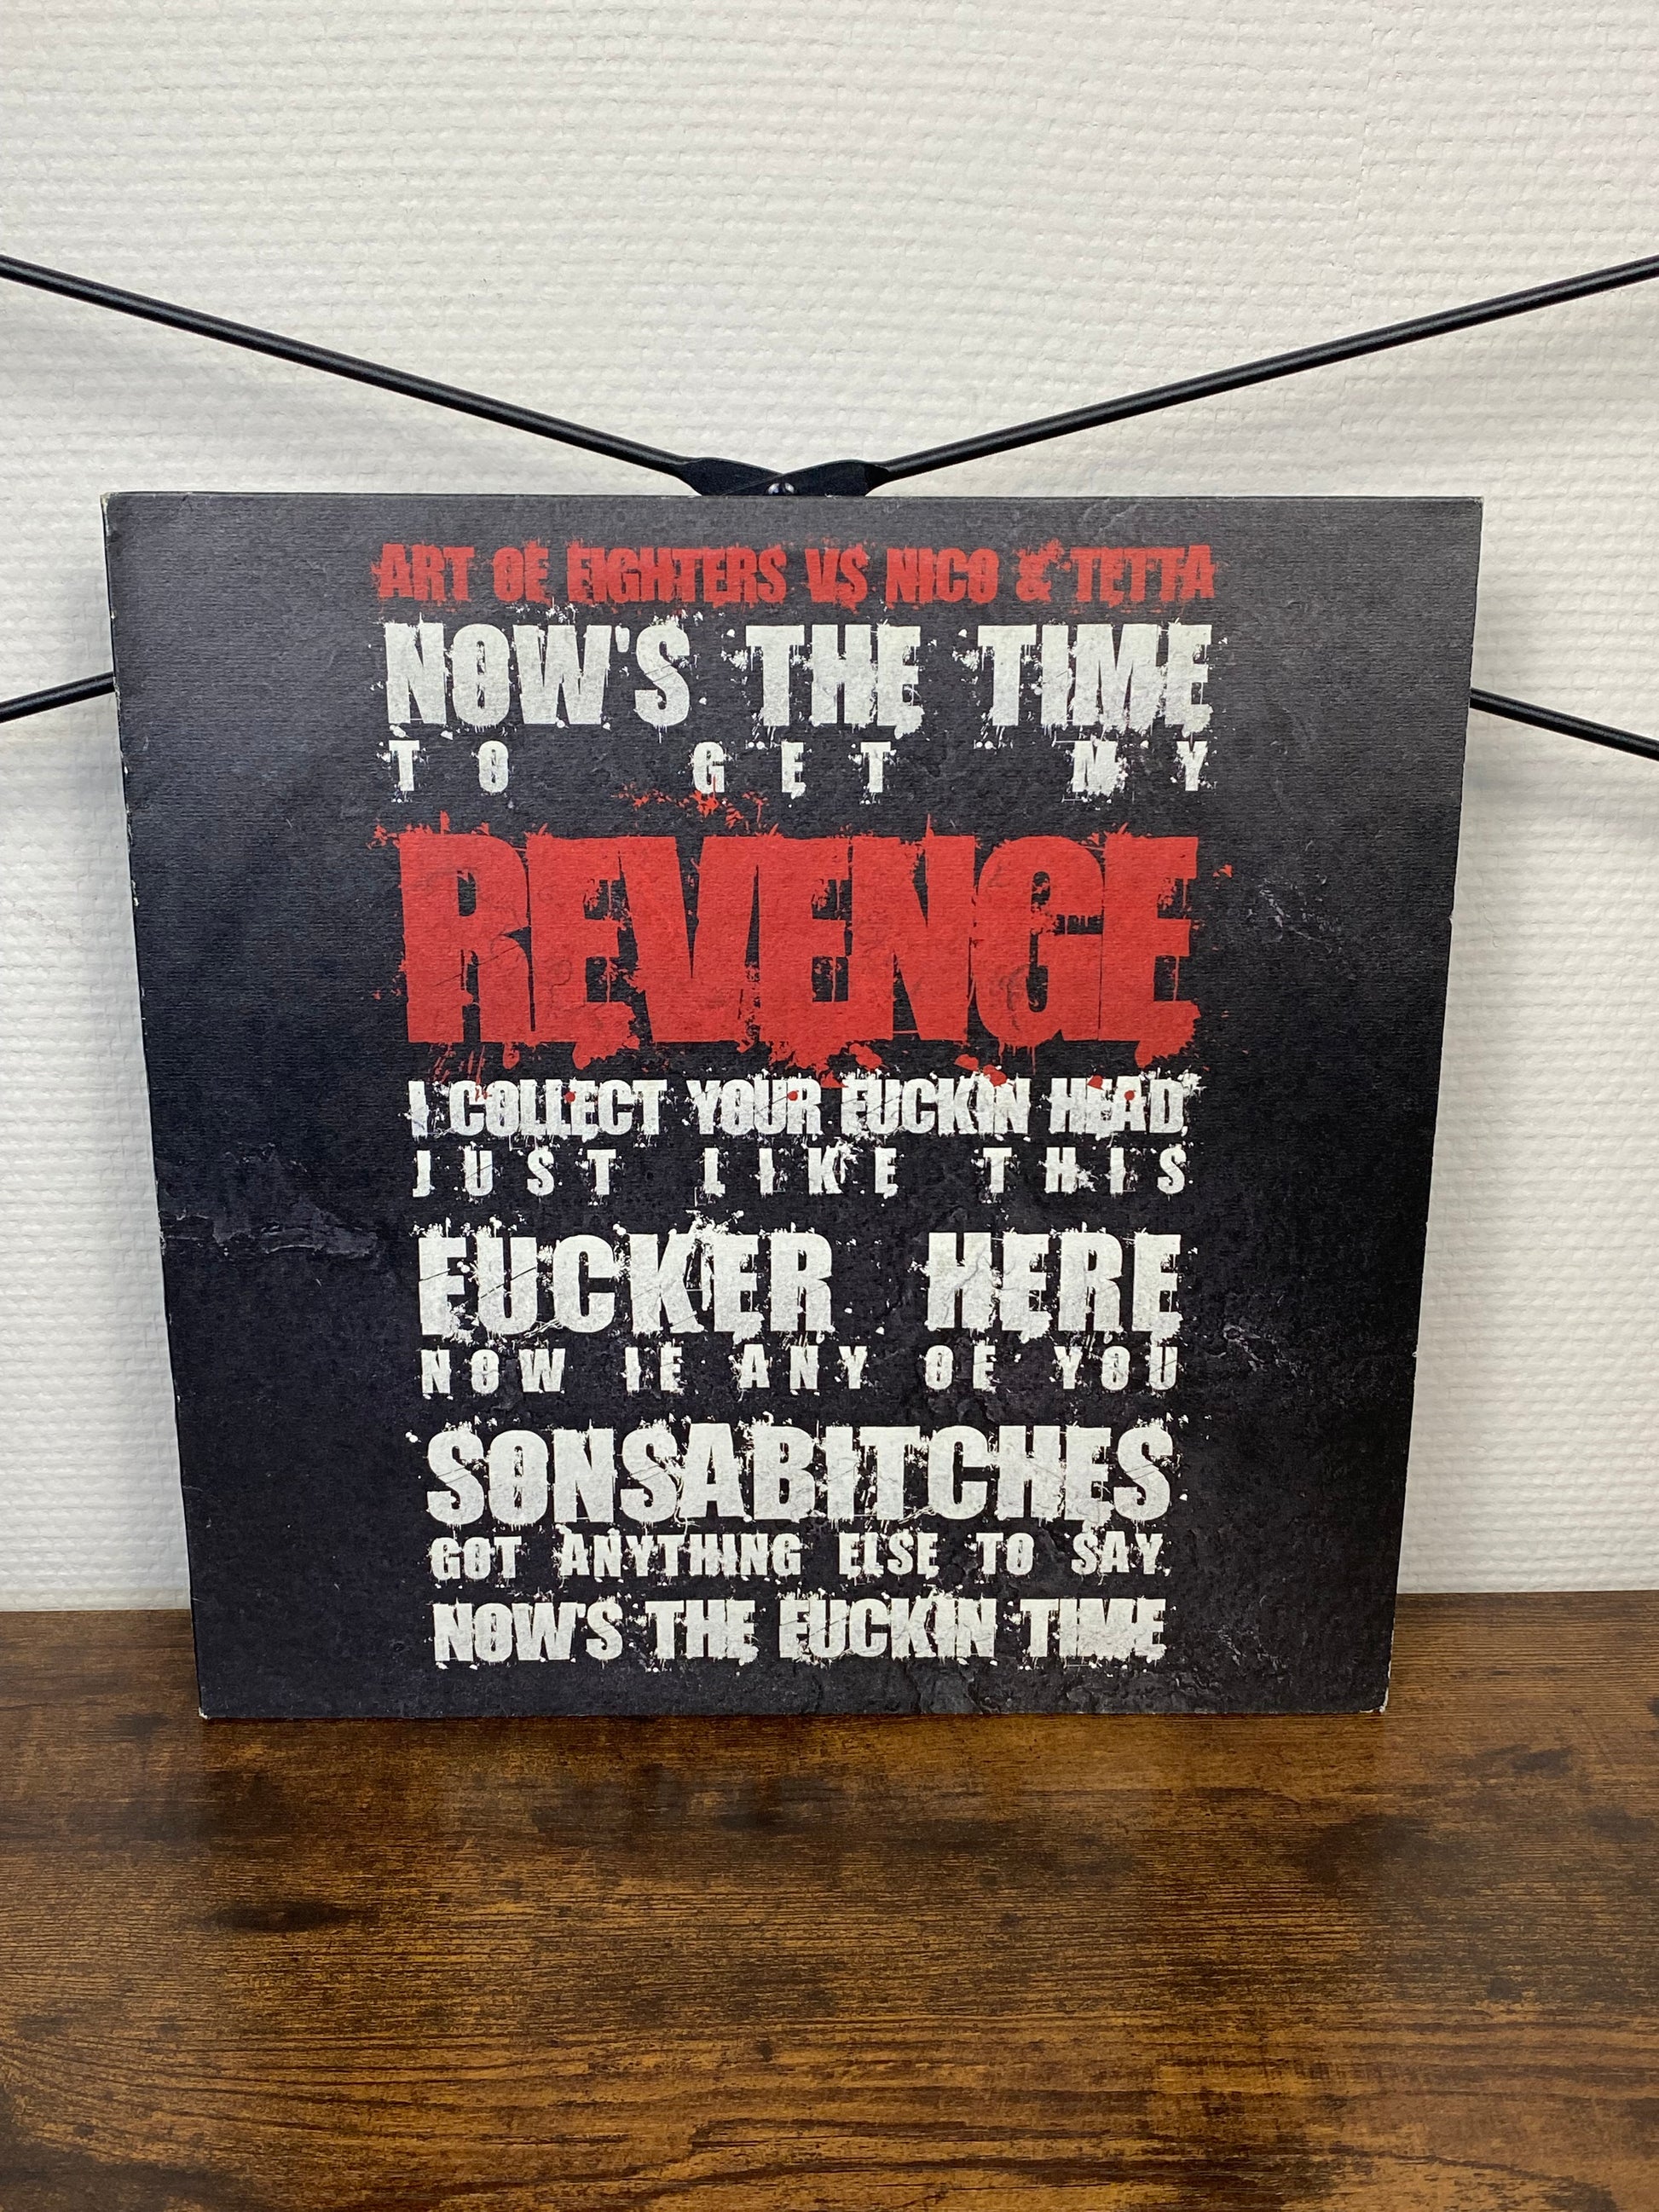 ART OF FIGHTERS VS NICO & TETTA
NOW'S THE TIME
TO GET MY
REVENGE
I COLLECT YOUR FUCKIN HEAD,
JUST LIKE THIS
FUCKER HERE
NOW IF ANY OF YOU
SONSABITCHES
GOT ANYTHING ELSE TO SAY,
NOW'S THE FUCKIN TIME